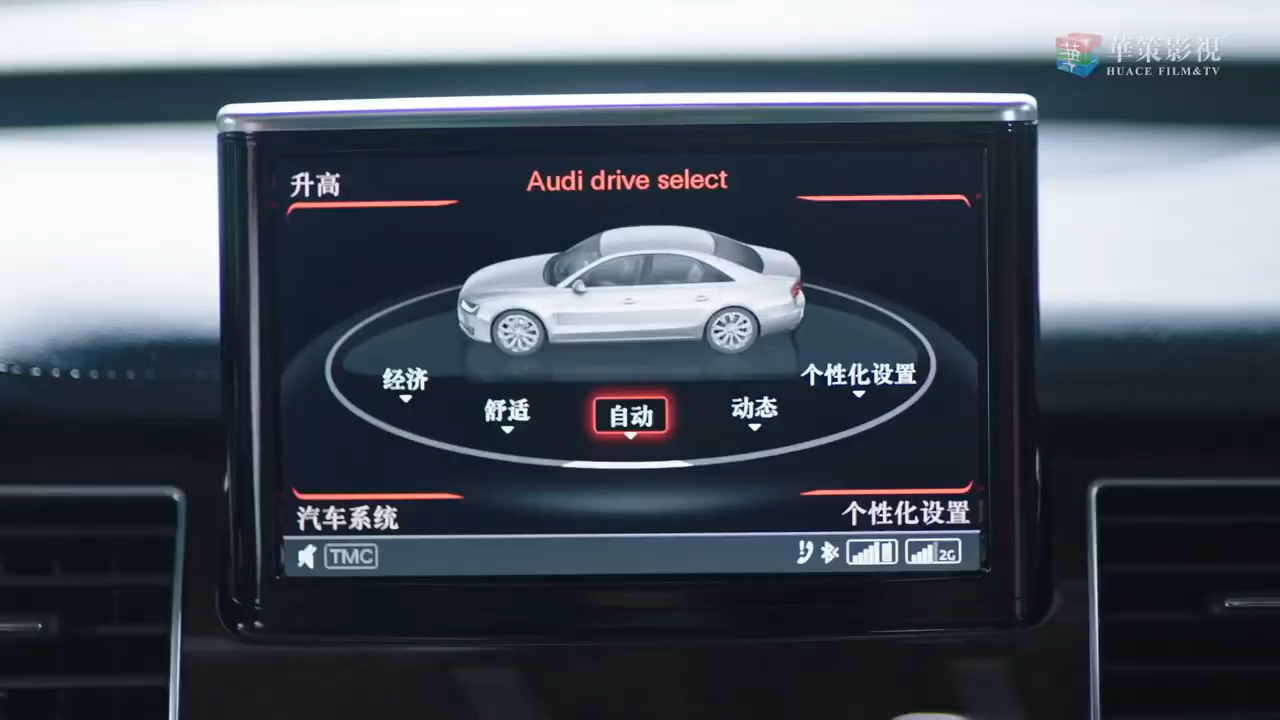 華策影視
HUACE FILM&TV
升高
Audi drive select
经济
舒适
自动
动态
个性化设置
汽车系统
个性化设置
TMC
2G